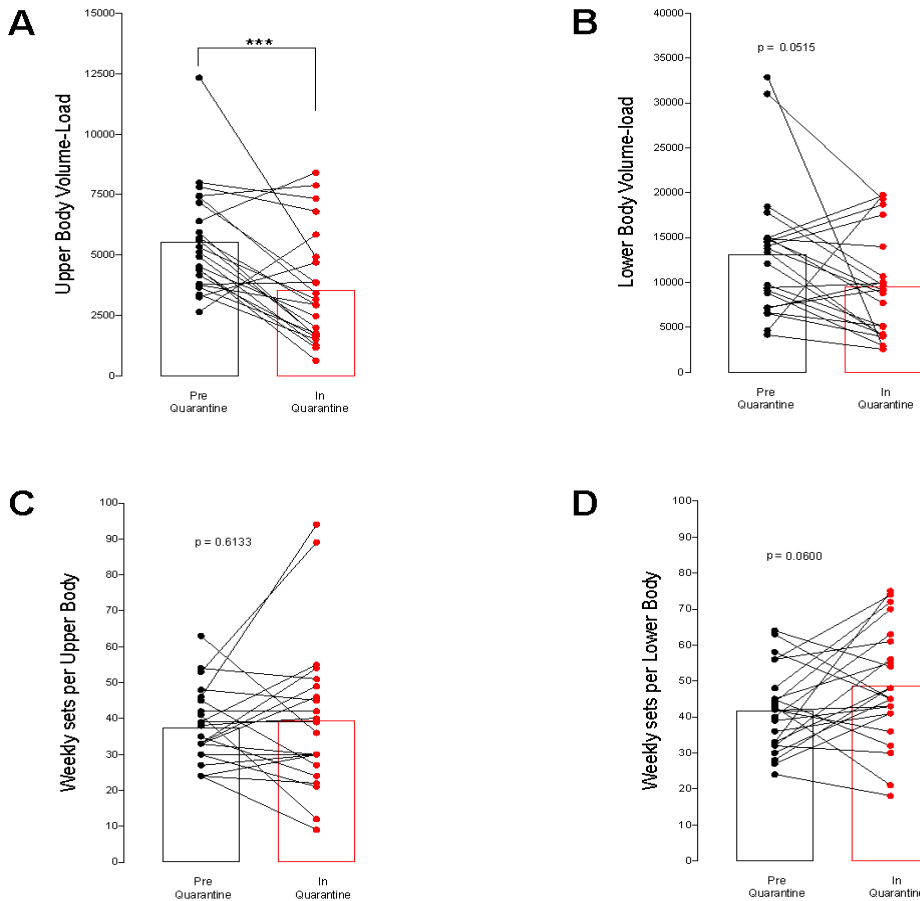 A
Upper Body Volume-Load
15000
12500
10000
7500
5000
2500
0
***
Pre
Quarantine
In
Quarantine
B
Lower Body Volume-load
40000
35000
30000
25000
20000
15000
10000
5000
0
p = 0.0515
Pre
Quarantine
In
Quarantine
C
Weekly sets per Upper Body
100
90
80
70
60
50
40
30
20
10
0
p = 0.6133
Pre
Quarantine
In
Quarantine
D
Weekly sets per Lower Body
100
90
80
70
60
50
40
30
20
10
0
p = 0.0600
Pre
Quarantine
In
Quarantine